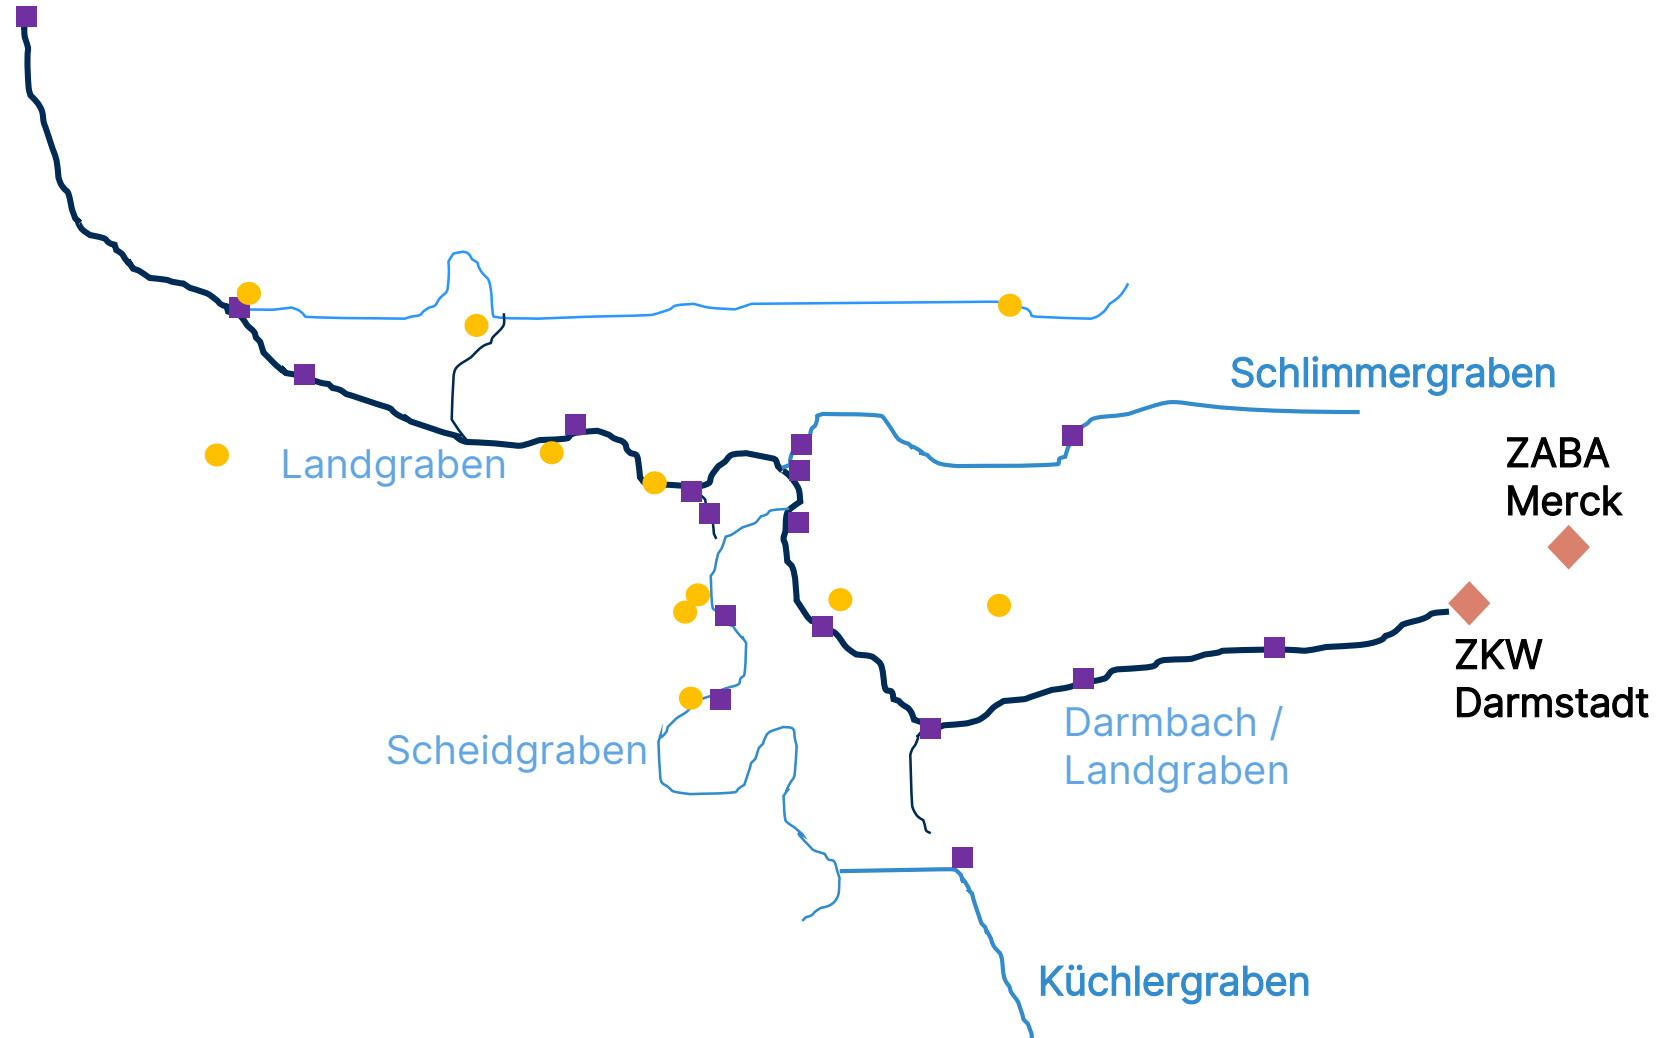 Schlimmergraben
ZABA
Merck
Landgraben
ZKW
Darmstadt
Darmbach /
Landgraben
Scheidgraben
Küchlergraben